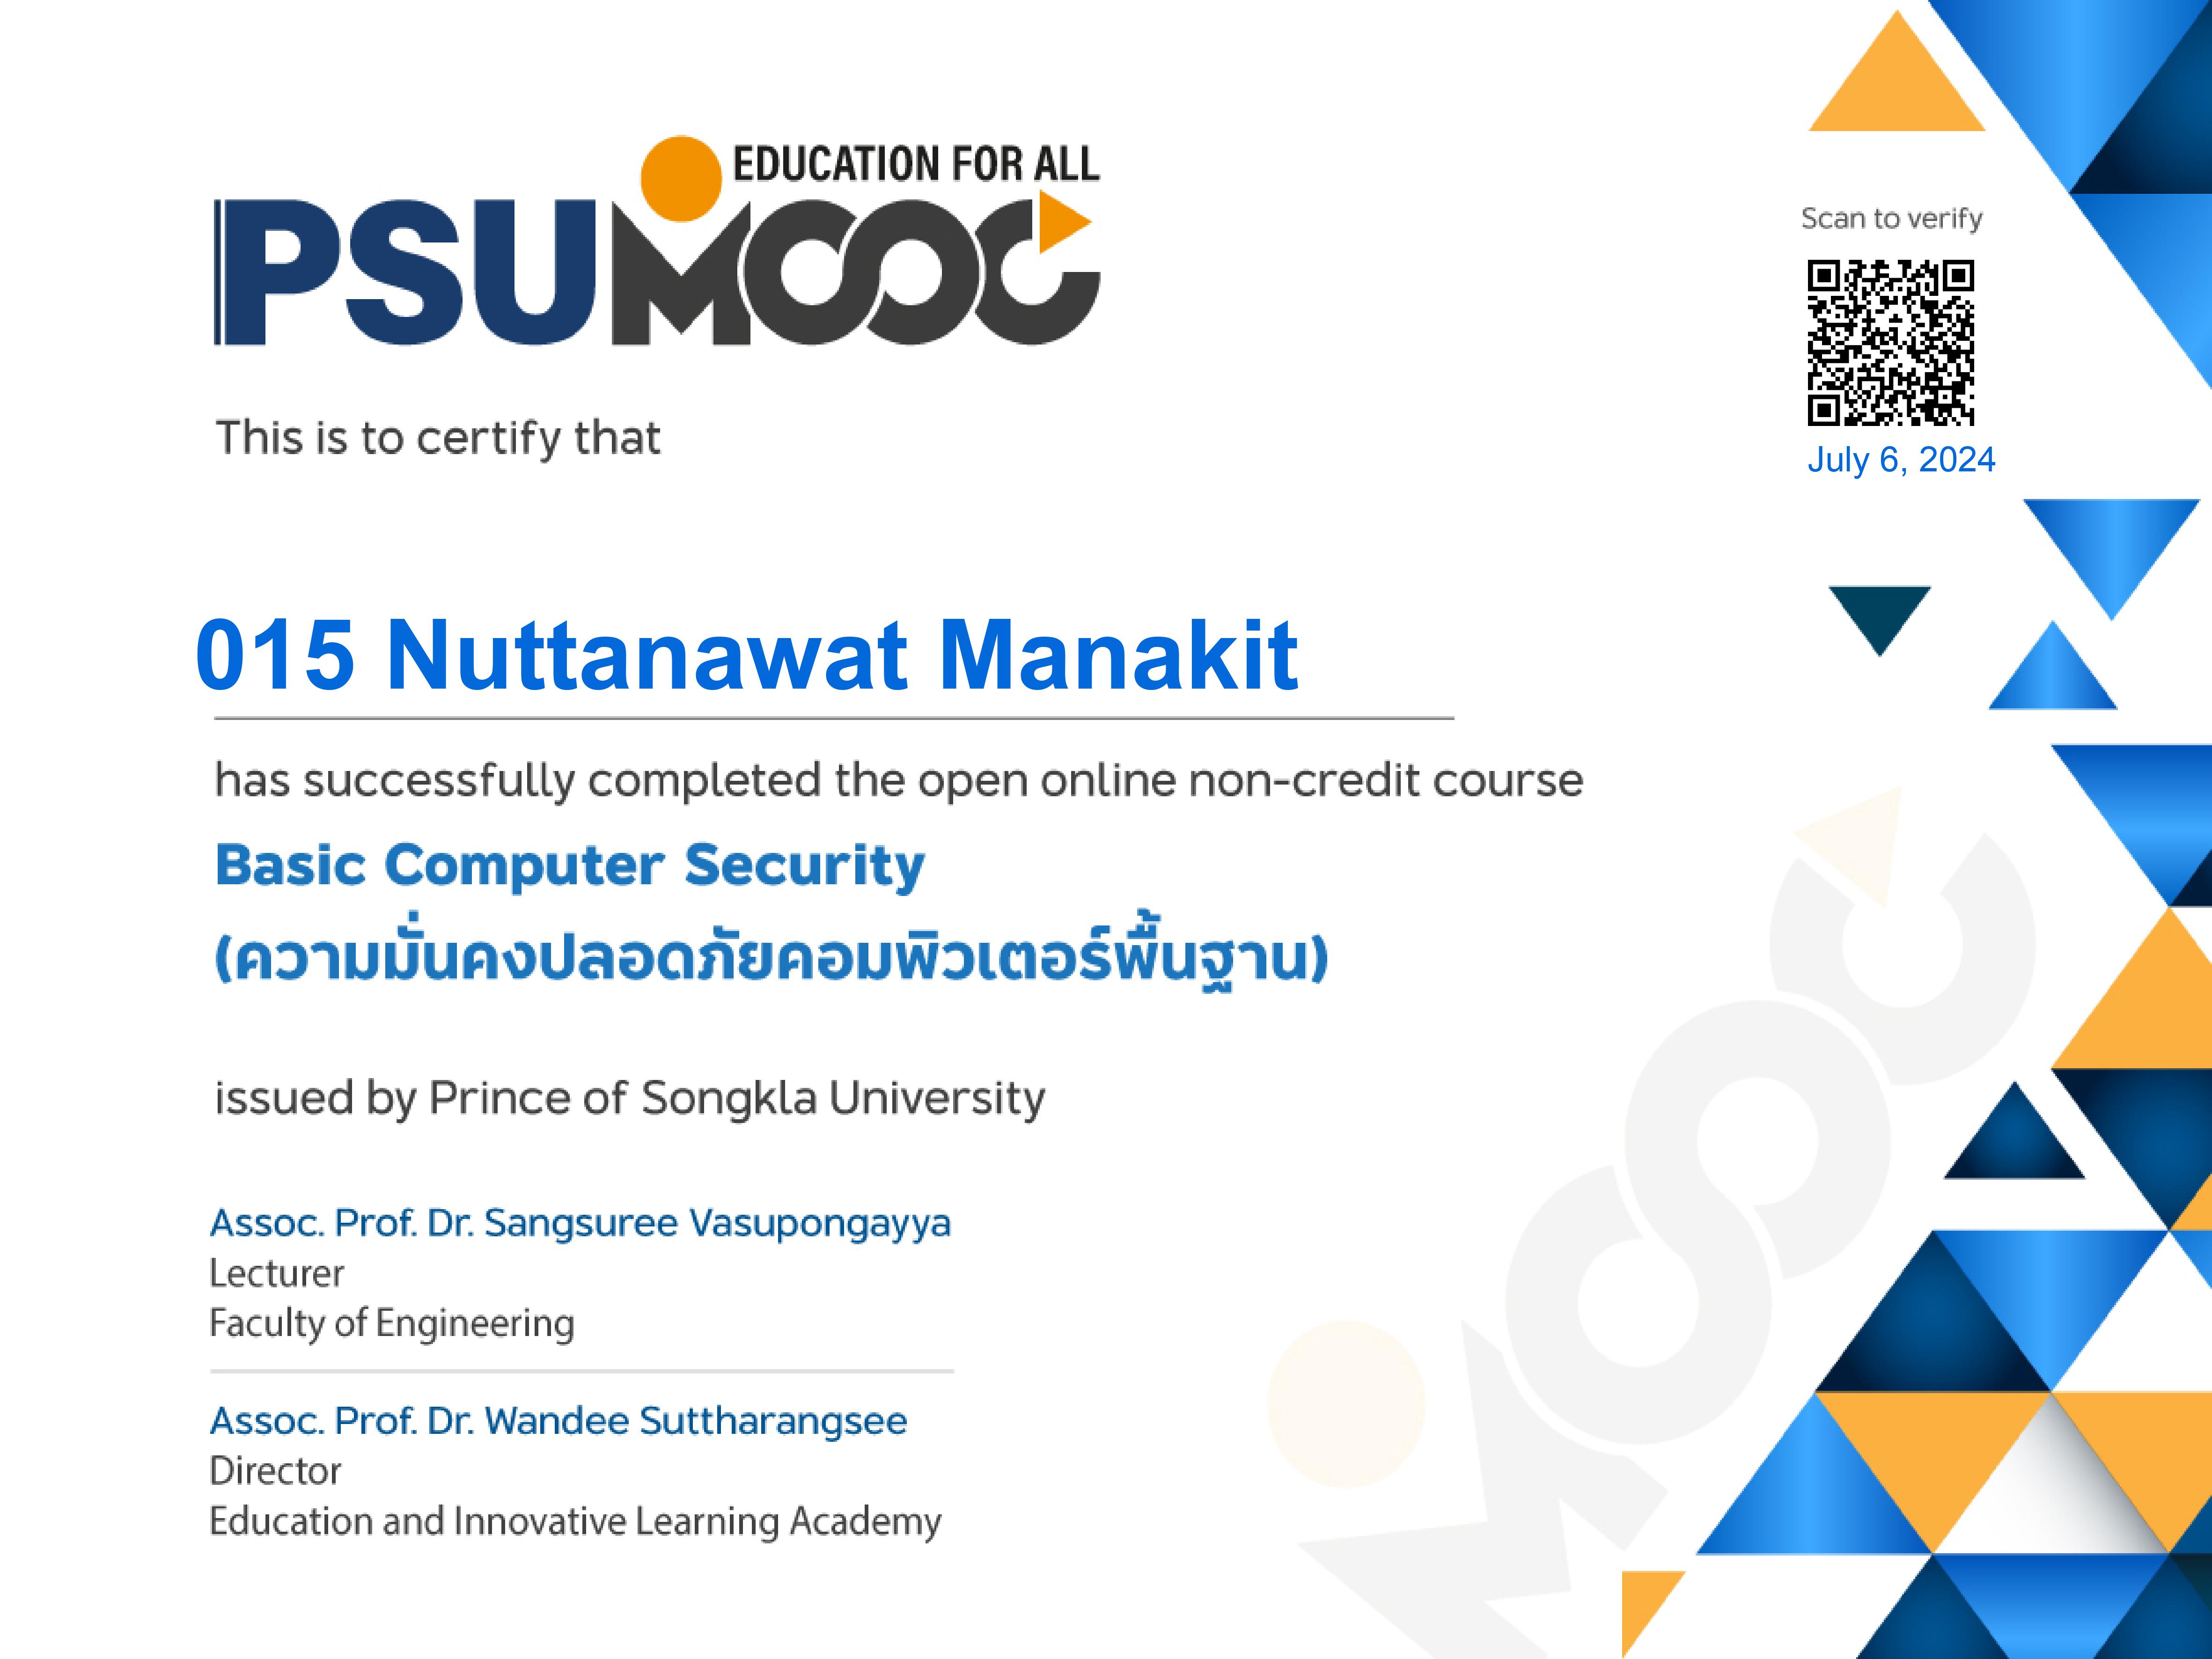 EDUCATION FOR ALL
PSUMOOC
Scan to verify
July 6, 2024
This is to certify that
015 Nuttanawat Manakit
has successfully completed the open online non-credit course
Basic Computer Security
(ความมั่นคงปลอดภัยคอมพิวเตอร์พื้นฐาน)
issued by Prince of Songkla University
Assoc. Prof. Dr. Sangsuree Vasupongayya
Lecturer
Faculty of Engineering
Assoc. Prof. Dr. Wandee Suttharangsee
Director
Education and Innovative Learning Academy
MOOC